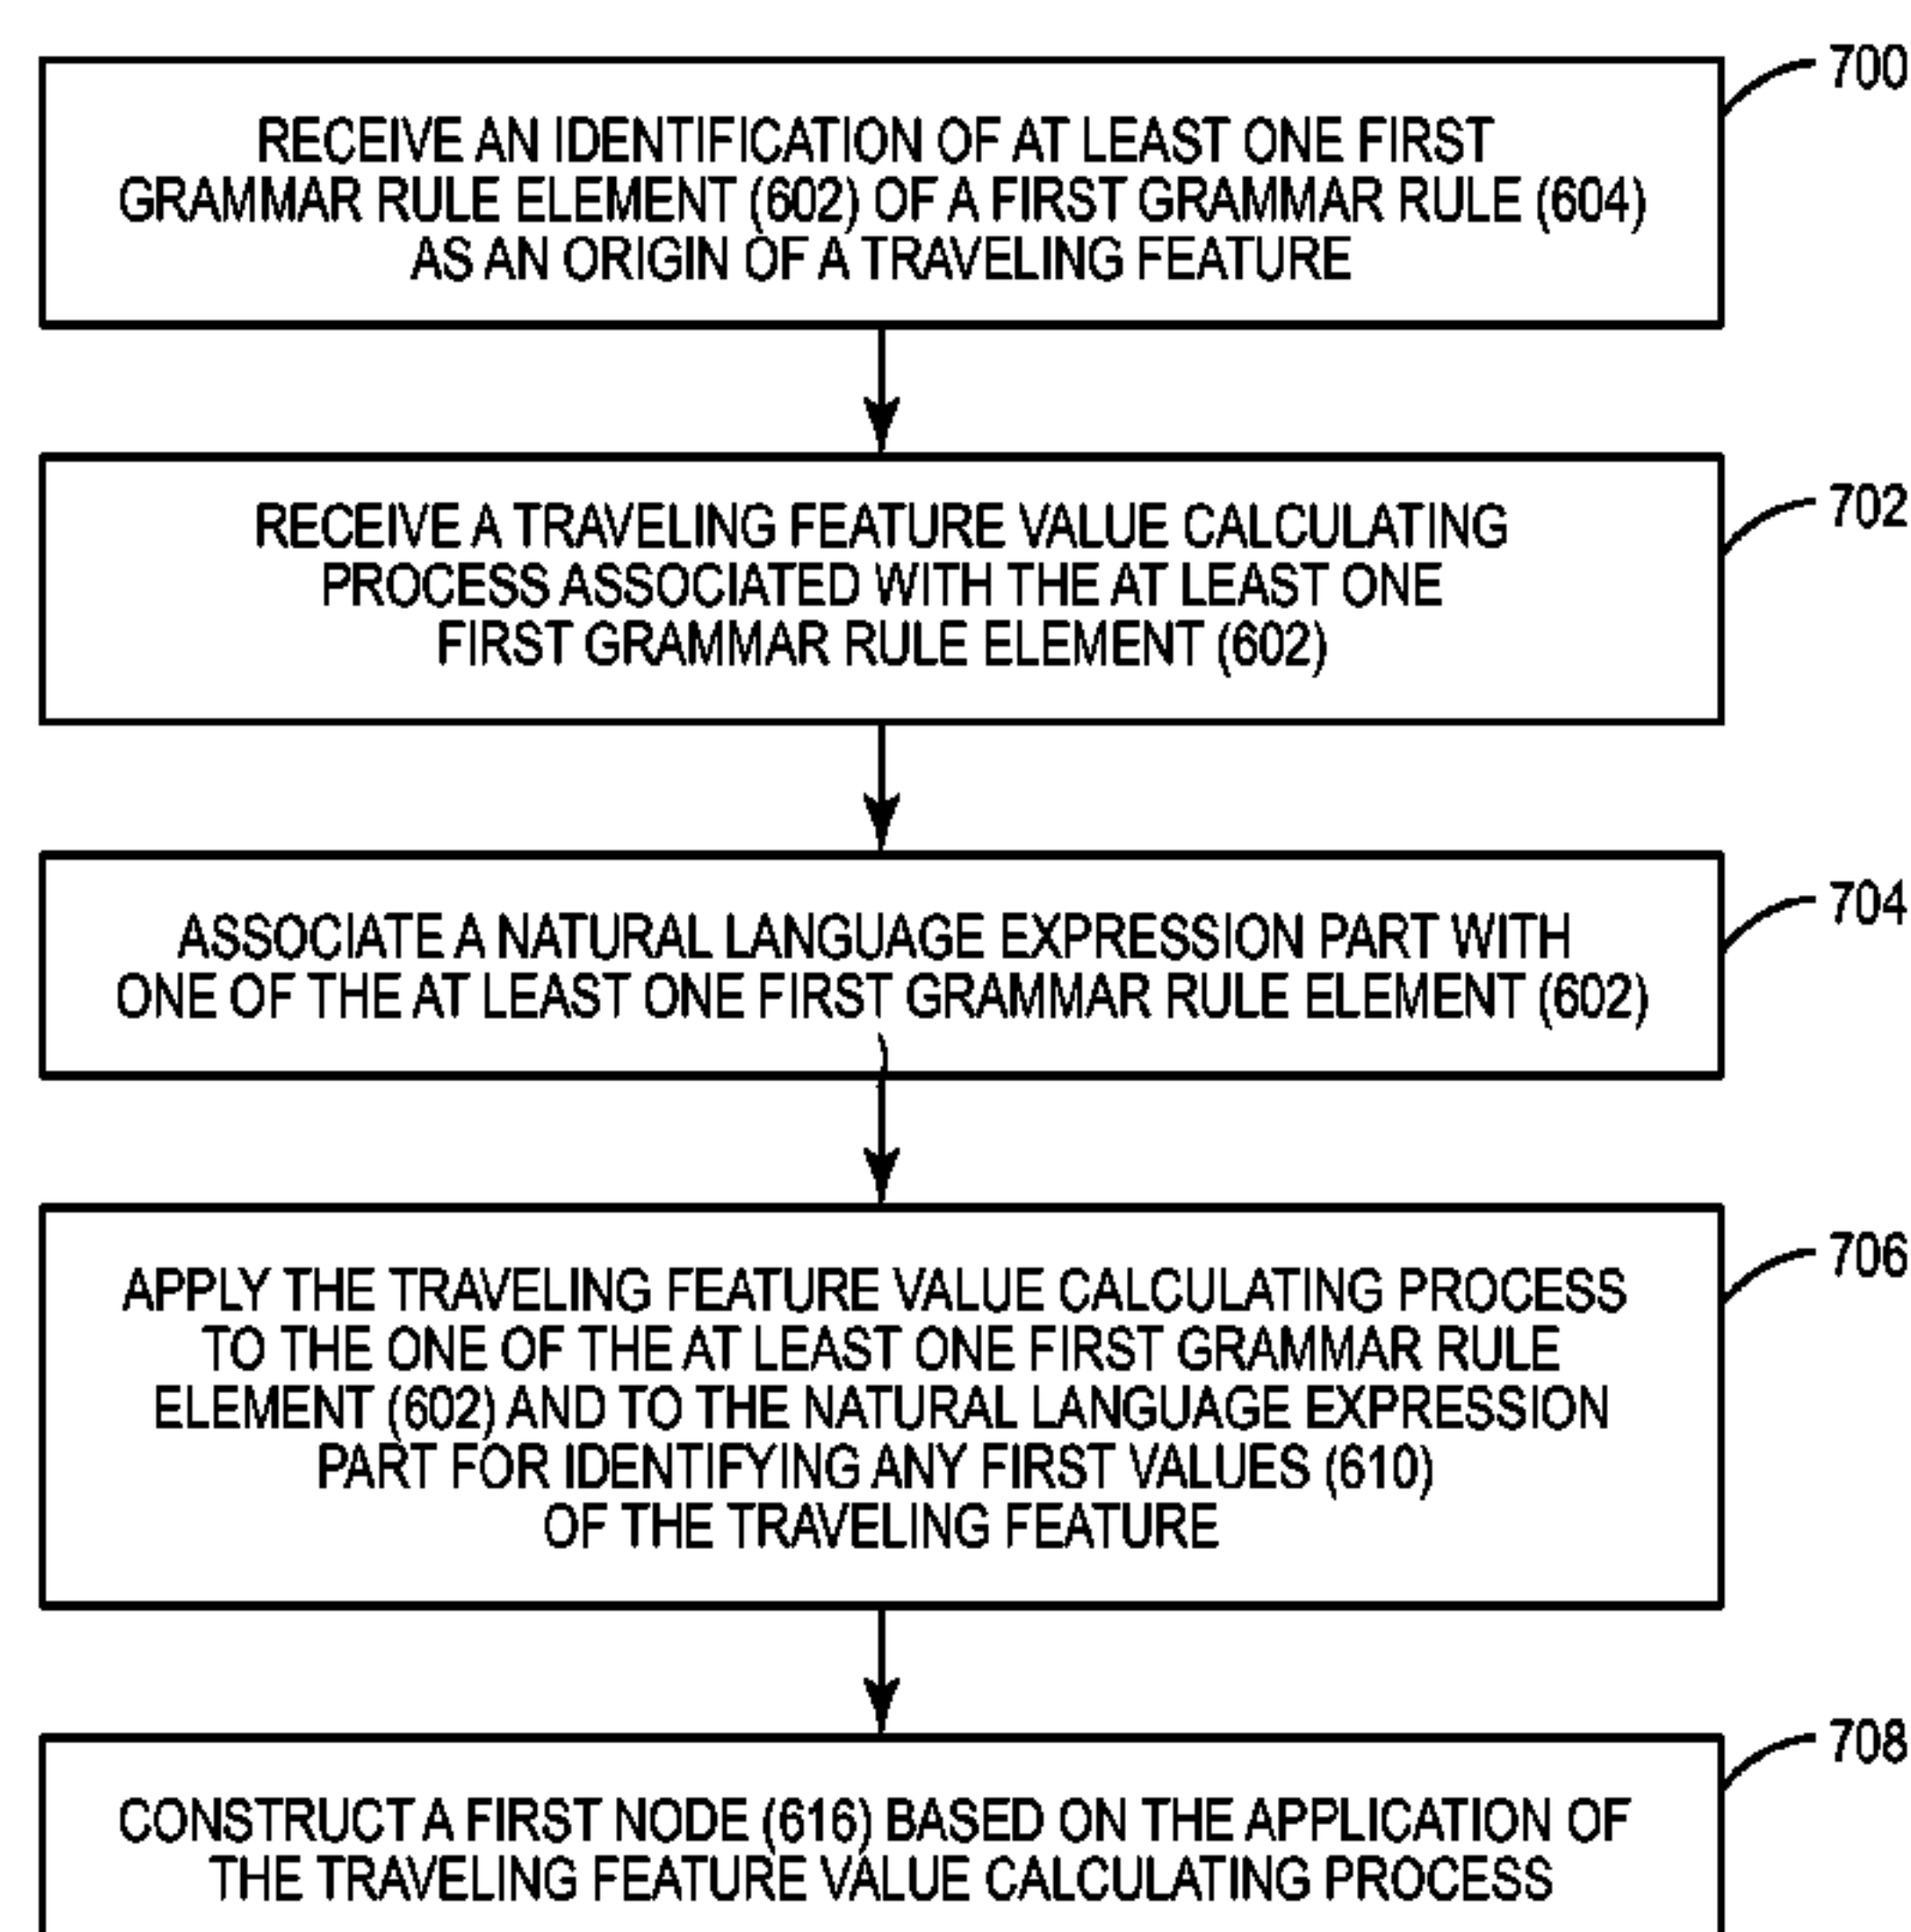 700
RECEIVE AN IDENTIFICATION OF AT LEAST ONE FIRST
GRAMMAR RULE ELEMENT (602) OF A FIRST GRAMMAR RULE (604)
AS AN ORIGIN OF A TRAVELING FEATURE
702
RECEIVE A TRAVELING FEATURE VALUE CALCULATING
PROCESS ASSOCIATED WITH THE AT LEAST ONE
FIRST GRAMMAR RULE ELEMENT (602)
704
ASSOCIATE A NATURAL LANGUAGE EXPRESSION PART WITH
ONE OF THE AT LEAST ONE FIRST GRAMMAR RULE ELEMENT (602)
706
APPLY THE TRAVELING FEATURE VALUE CALCULATING PROCESS
TO THE ONE OF THE AT LEAST ONE FIRST GRAMMAR RULE
ELEMENT (602) AND TO THE NATURAL LANGUAGE EXPRESSION
PART FOR IDENTIFYING ANY FIRST VALUES (610)
OF THE TRAVELING FEATURE
708
CONSTRUCT A FIRST NODE (616) BASED ON THE APPLICATION OF
THE TRAVELING FEATURE VALUE CALCULATING PROCESS